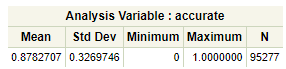 Analysis Variable : accurate
Mean Std Dev Minimum Maximum N
0.8782707 0.3269746 0 1.0000000 95277